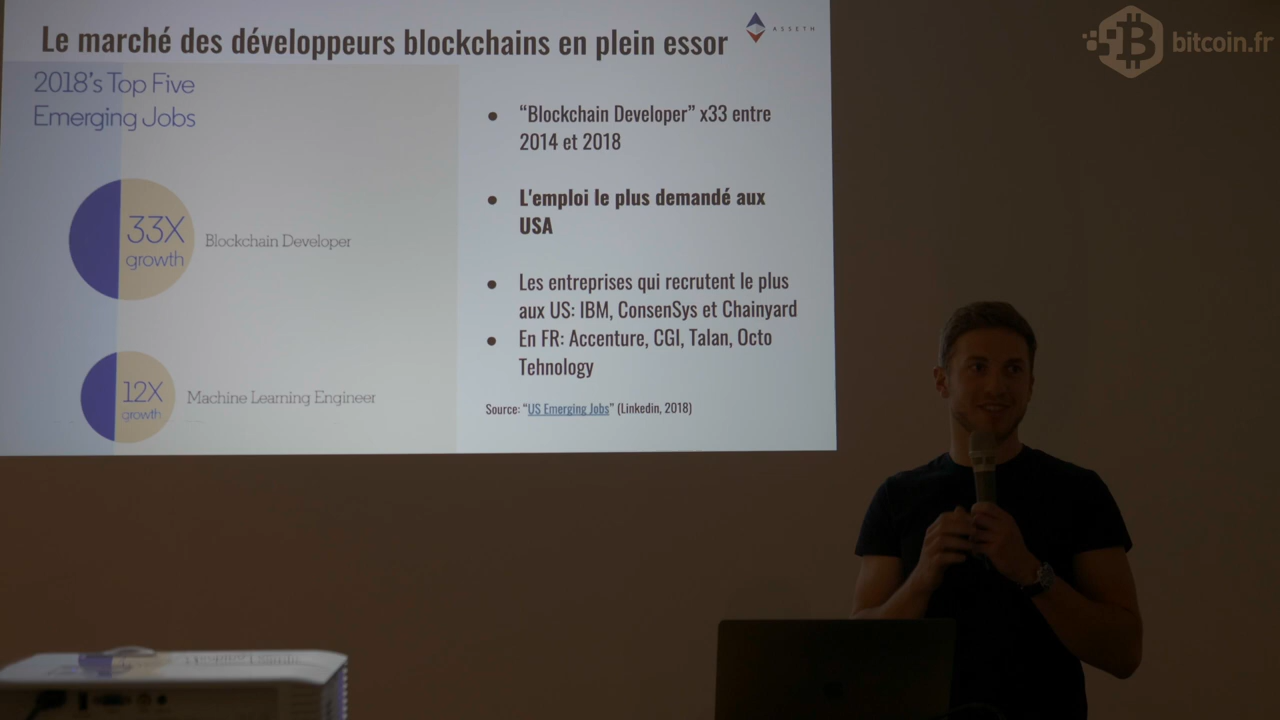 Le marché des développeurs blockchains en plein essor
ASSETH
bitcoin.fr
2018's Top Five
Emerging Jobs
33X
growth
Blockchain Developer
12X
growth
Machine Learning Engineer
● “Blockchain Developer” x33 entre
2014 et 2018
● L'emploi le plus demandé aux
USA
● Les entreprises qui recrutent le plus
aux US: IBM, ConsenSys et Chainyard
● En FR: Accenture, CGI, Talan, Octo
Tehnology
Source: “US Emerging Jobs” (Linkedin, 2018)